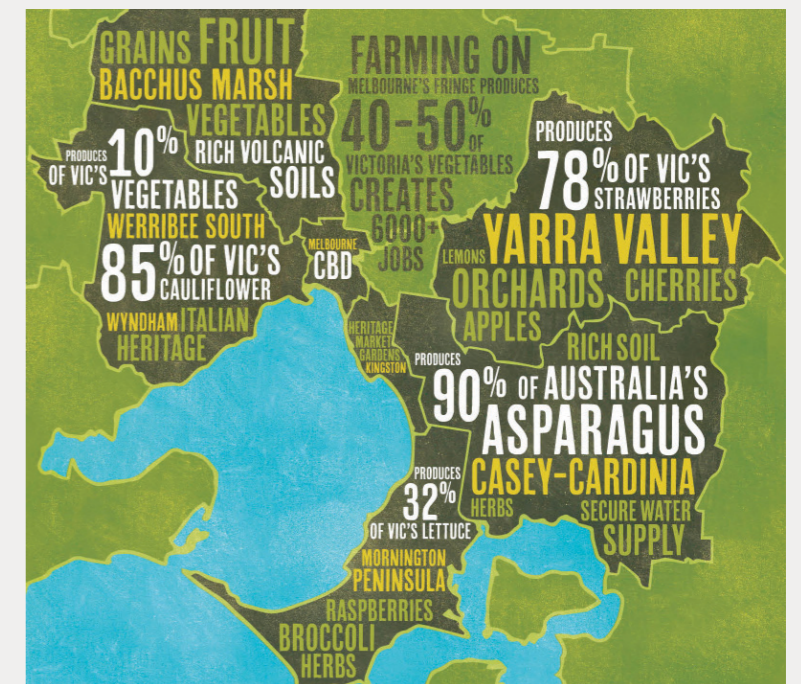 GRAINS FRUIT
BACCHUS MARSH
VEGETABLES
RICH VOLCANIC
SOILS
PRODUCES
10%
OF VIC'S
VEGETABLES
WERRIBEE SOUTH
85% OF VIC'S
CAULIFLOWER
WYNDHAM ITALIAN
HERITAGE
FARMING ON
MELBOURNE'S FRINGE PRODUCES
40-50% OF
VICTORIA'S VEGETABLES
CREATES
6000+
JOBS
MELBOURNE
CBD
HERITAGE
MARKET
GARDENS
KINGSTON
PRODUCES
78% OF VIC'S
STRAWBERRIES
LEMONS YARRA VALLEY
ORCHARDS CHERRIES
APPLES
RICH SOIL
PRODUCES
90% OF AUSTRALIA'S
ASPARAGUS
CASEY-CARDINIA
HERBS
SECURE WATER
SUPPLY
PRODUCES
32%
OF VIC'S LETTUCE
MORNINGTON
PENINSULA
RASPBERRIES
BROCCOLI
HERBS